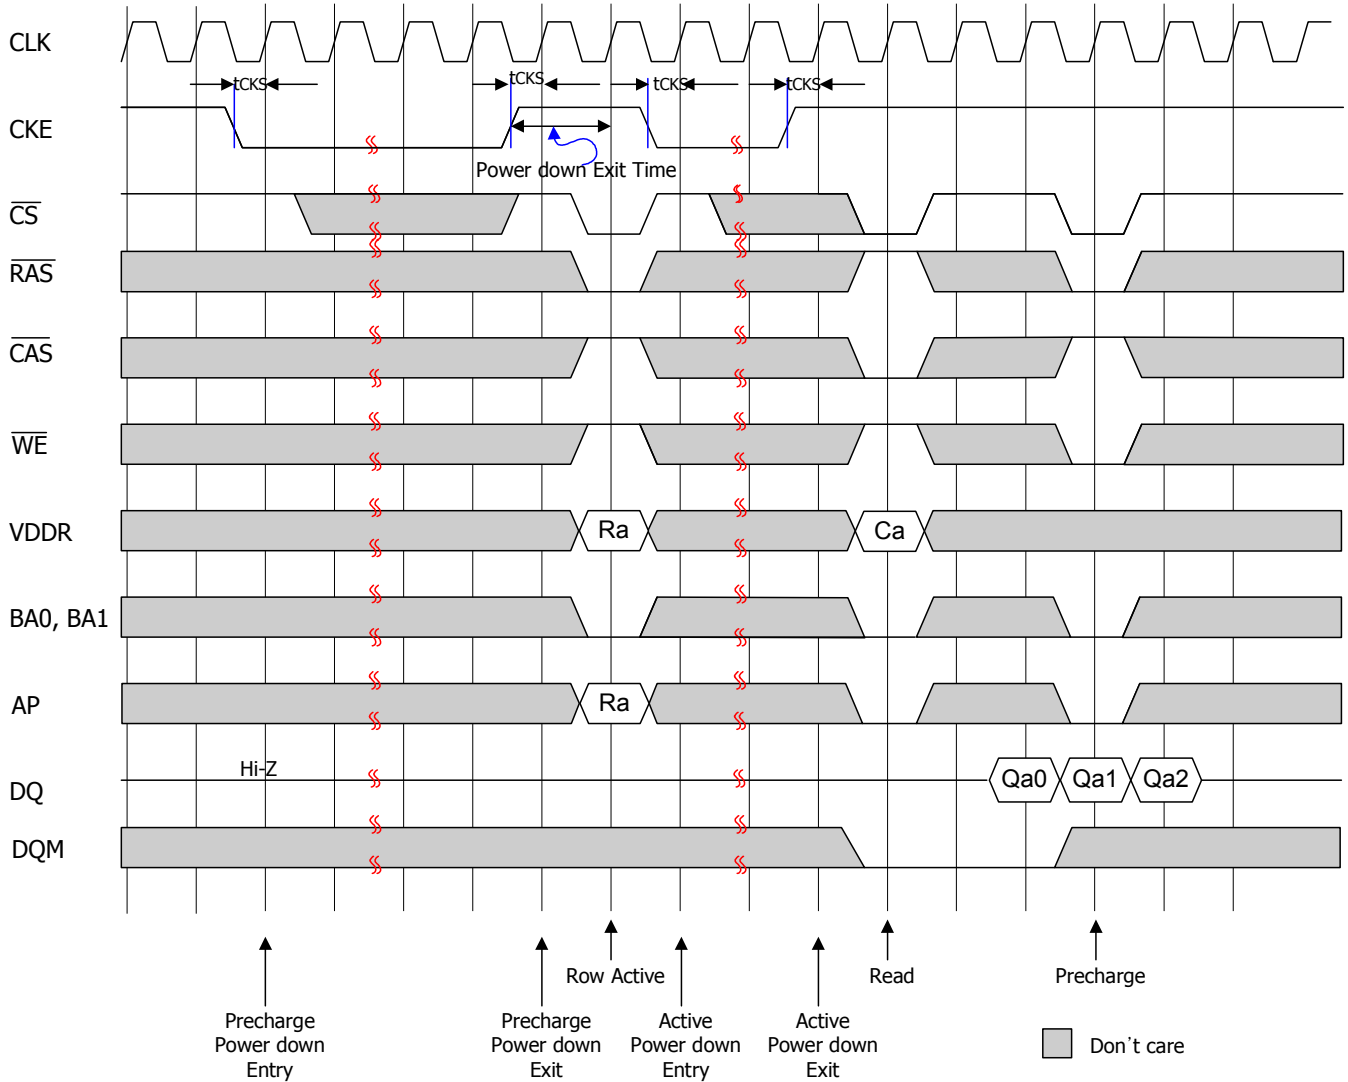 CLK
tCKS
tCKS
tCKS
tCKS
CKE
Power down Exit Time
CS
RAS
CAS
WE
VDDR
Ra
Ca
BA0, BA1
AP
Ra
Hi-Z
DQ
Qa0
Qa1
Qa2
DQM
Row Active
Read
Precharge
Precharge
Power down
Entry
Precharge
Power down
Exit
Active
Power down
Entry
Active
Power down
Exit
Don't care